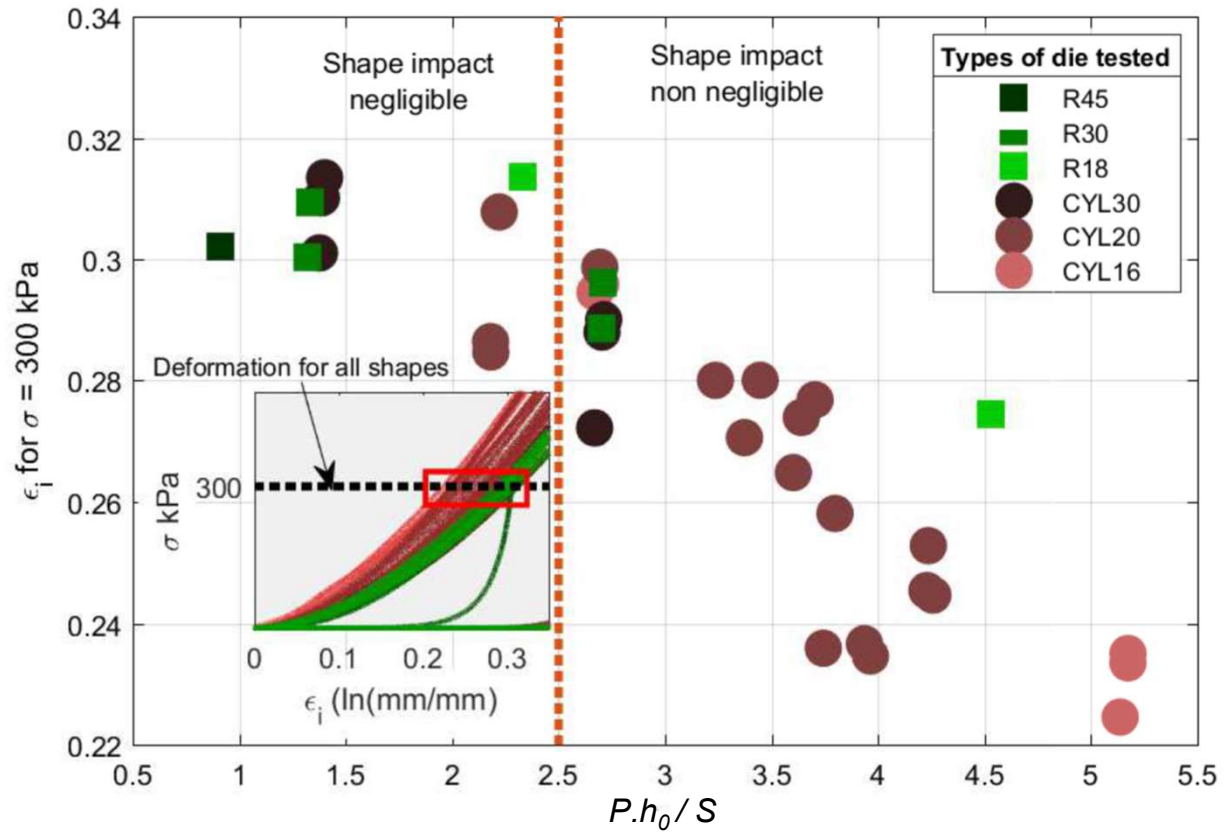 0.34
0.32
0.3
0.28
0.26
0.24
0.22
ϵi for σ = 300 kPa
Shape impact
negligible
Shape impact
non negligible
Types of die tested
R45
R30
R18
CYL30
CYL20
CYL16
Deformation for all shapes
300
σ kPa
0 0.1 0.2 0.3
ϵi (ln(mm/mm)
0.5 1 1.5 2 2.5 3 3.5 4 4.5 5 5.5
P.h0 / S